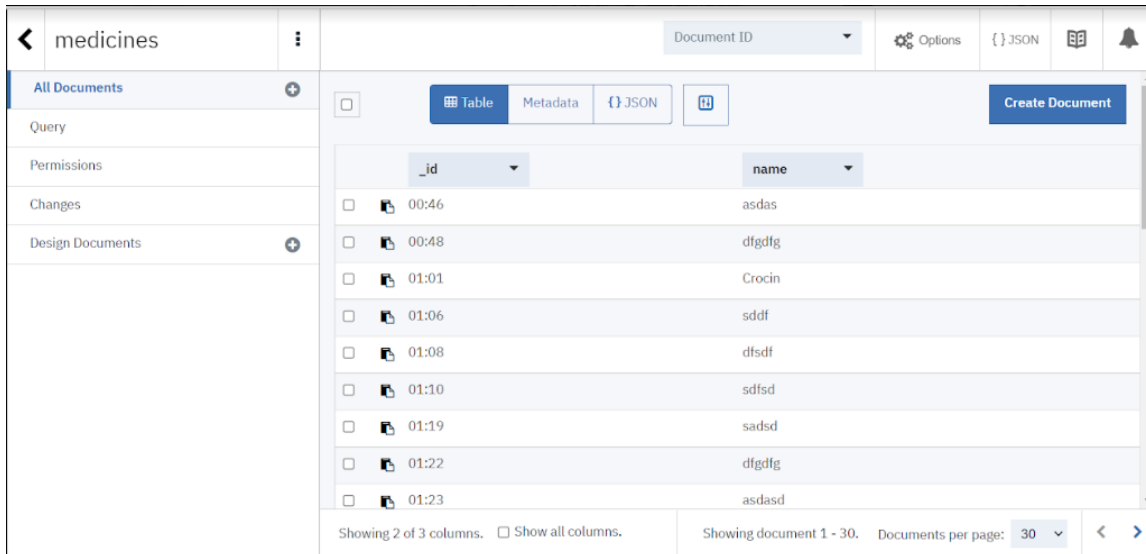 medicines
Document ID
Options
{ } JSON
All Documents
Query
Permissions
Changes
Design Documents
Table
Metadata
{ } JSON
Create Document
_id name
00:46 asdas
00:48 dfgdfg
01:01 Crocin
01:06 sddf
01:08 dfsdf
01:10 sdfsd
01:19 sadsd
01:22 dfgdfg
01:23 asdasd
Showing 2 of 3 columns. Show all columns. Showing document 1 - 30. Documents per page: 30